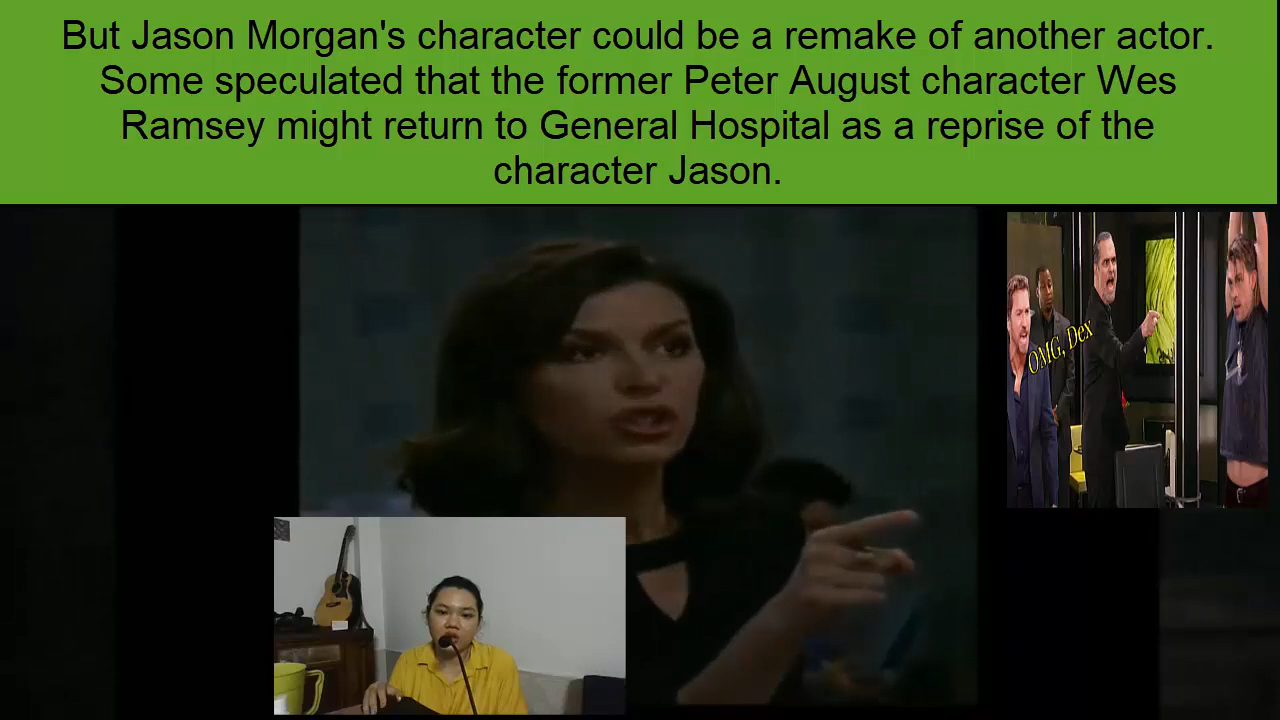 But Jason Morgan's character could be a remake of another actor.
Some speculated that the former Peter August character Wes
Ramsey might return to General Hospital as a reprise of the
character Jason.
OMG, Dex